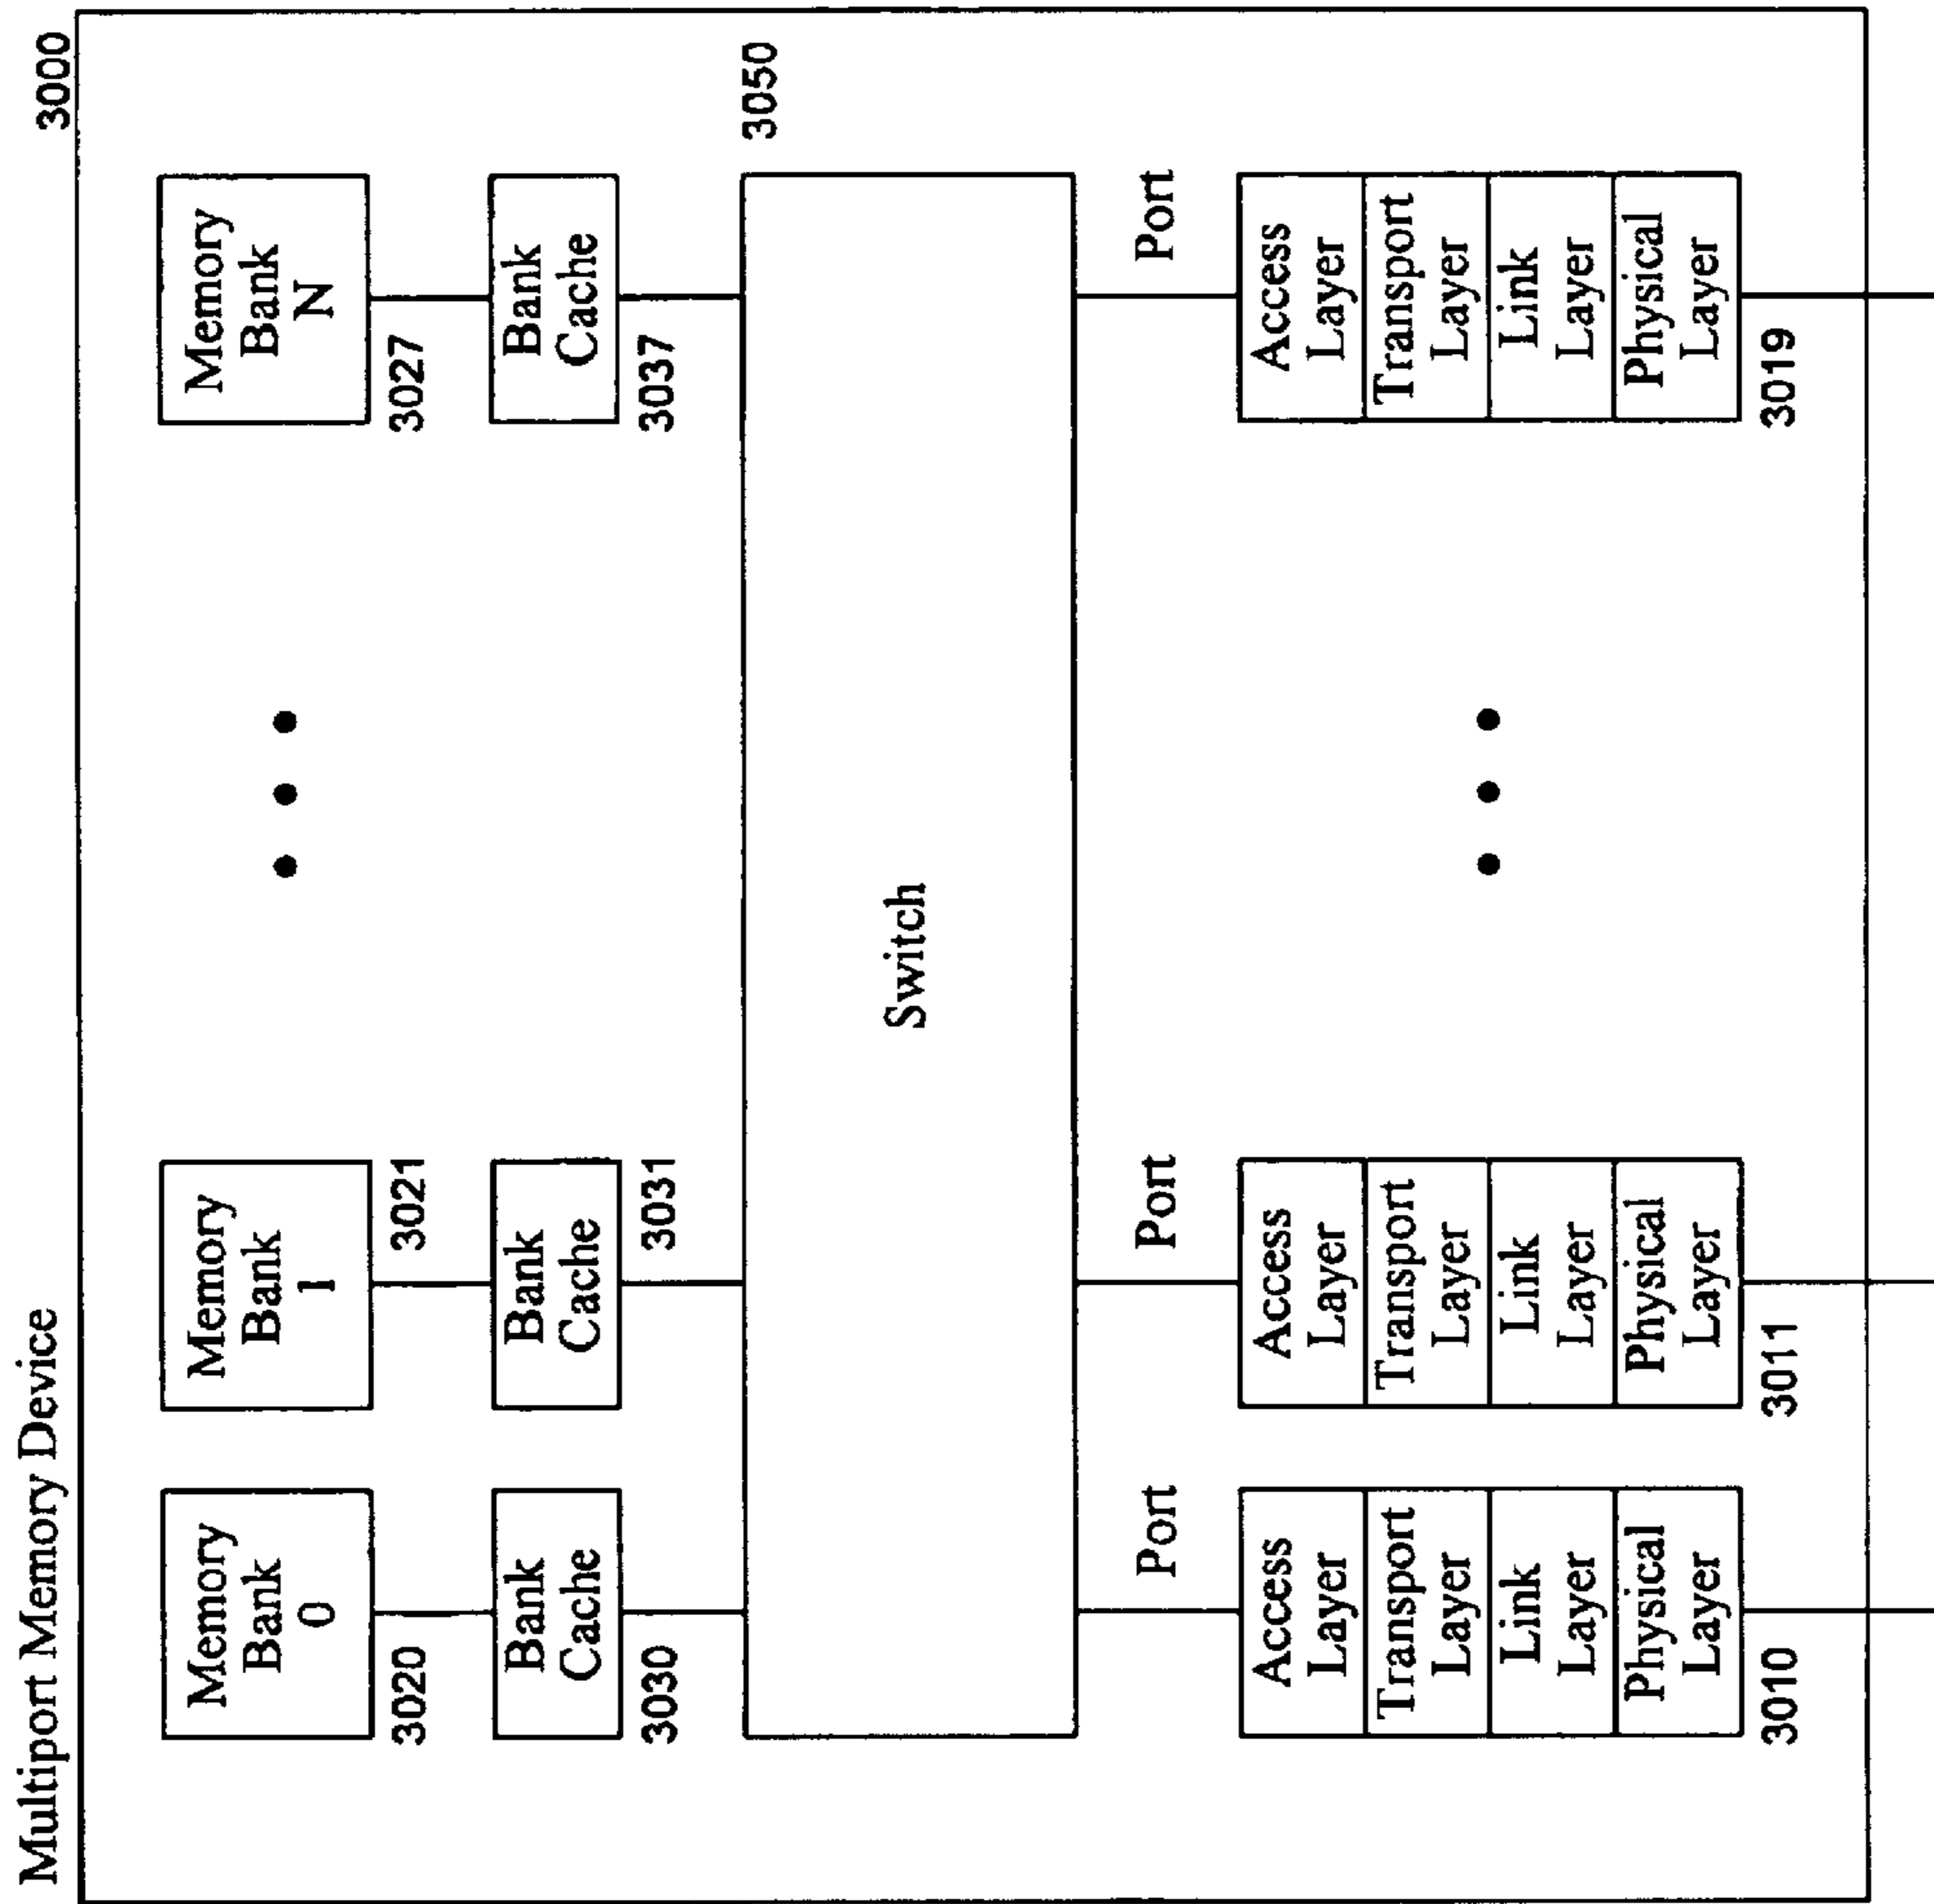 Multiport Memory Device
3000
Memory
Bank
0
3020
Memory
Bank
1
3021
Memory
Bank
N
3027
Bank
Cache
3030
Bank
Cache
3031
Bank
Cache
3037
3050
Switch
Port
Port
Port
Access
Layer
Transport
Layer
Link
Layer
Physical
Layer
3010
Access
Layer
Transport
Layer
Link
Layer
Physical
Layer
3011
Access
Layer
Transport
Layer
Link
Layer
Physical
Layer
3019